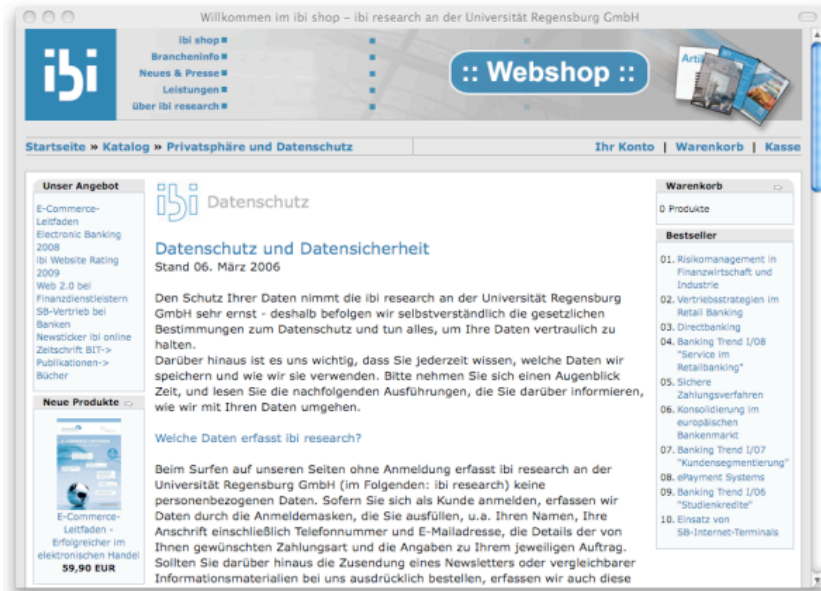 Willkommen im ibi shop – ibi research an der Universität Regensburg GmbH
ibi
ibi shop
Brancheninfo
Neues & Presse
Leistungen
über ibi research
:: Webshop ::
Startseite » Katalog » Privatsphäre und Datenschutz
Ihr Konto | Warenkorb | Kasse
Unser Angebot
E-Commerce-
Leitfaden
Electronic Banking
2008
ibi Website Rating
2009
Web 2.0 bei
Finanzdienstleistern
SB-Vertrieb bei
Banken
Newsticker ibi online
Zeitschrift BIT->
Publikationen->
Bücher
Neue Produkte
E-Commerce-
Leitfaden -
Erfolgreicher im
elektronischen Handel
59,90 EUR
ibi Datenschutz
Datenschutz und Datensicherheit
Stand 06. März 2006
Den Schutz Ihrer Daten nimmt die ibi research an der Universität Regensburg
GmbH sehr ernst - deshalb befolgen wir selbstverständlich die gesetzlichen
Bestimmungen zum Datenschutz und tun alles, um Ihre Daten vertraulich zu
halten.
Darüber hinaus ist es uns wichtig, dass Sie jederzeit wissen, welche Daten wir
speichern und wie wir sie verwenden. Bitte nehmen Sie sich einen Augenblick
Zeit, und lesen Sie die nachfolgenden Ausführungen, die Sie darüber informieren,
wie wir mit Ihren Daten umgehen.
Welche Daten erfasst ibi research?
Beim Surfen auf unseren Seiten ohne Anmeldung erfasst ibi research an der
Universität Regensburg GmbH (im Folgenden: ibi research) keine
personenbezogenen Daten. Sofern Sie sich als Kunde anmelden, erfassen wir
Daten durch die Anmeldemasken, die Sie ausfüllen, u.a. Ihren Namen, Ihre
Anschrift einschließlich Telefonnummer und E-Mailadresse, die Details der von
Ihnen gewünschten Zahlungsart und die Angaben zu Ihrem jeweiligen Auftrag.
Sollten Sie darüber hinaus die Zusendung eines Newsletters oder vergleichbarer
Informationsmaterialien bei uns ausdrücklich bestellen, erfassen wir auch diese
Warenkorb
0 Produkte
Bestseller
01. Risikomanagement in
Finanzwirtschaft und
Industrie
02. Vertriebsstrategien im
Retail Banking
03. Directbanking
04. Banking Trend I/08
"Service im
Retailbanking"
05. Sichere
Zahlungsverfahren
06. Konsolidierung im
europäischen
Bankenmarkt
07. Banking Trend I/07
"Kundensegmentierung"
08. ePayment Systems
09. Banking Trend I/06
"Studienkredite"
10. Einsatz von
SB-Internet-Terminals